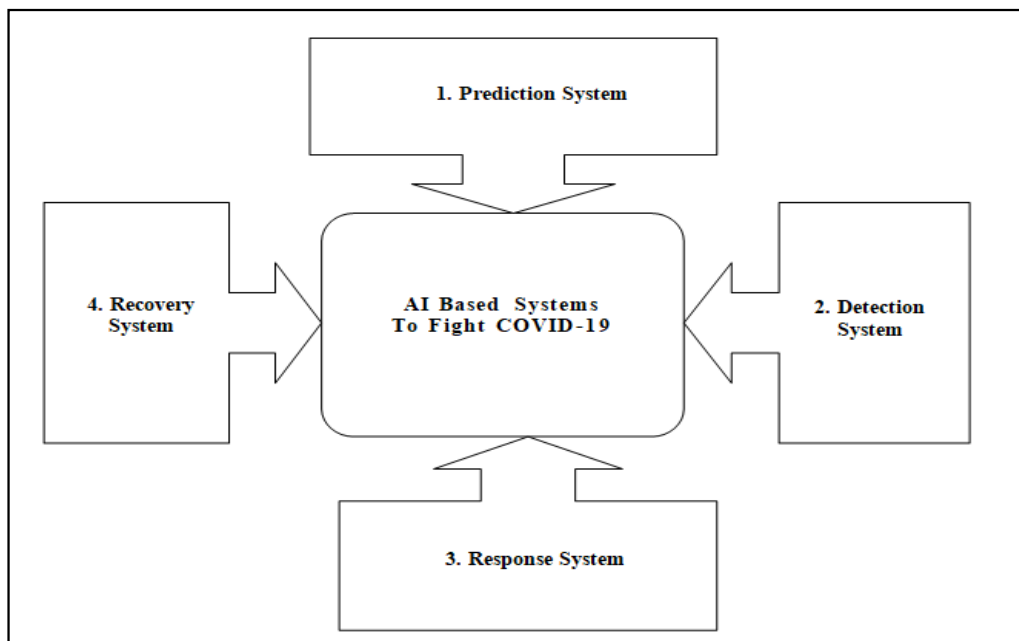 1. Prediction System
4. Recovery
System
AI Based Systems
To Fight COVID-19
2. Detection
System
3. Response System